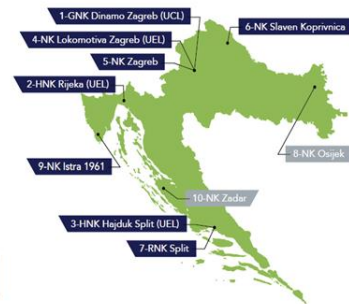 1-GNK Dinamo Zagreb (UCL)
4-NK Lokomotiva Zagreb (UEL)
6-NK Slaven Koprivnica
5-NK Zagreb
2-HNK Rijeka (UEL)
8-NK Osijek
9-NK Istra 1961
10-NK Zadar
3-HNK Hajduk Split (UEL)
7-RNK Split